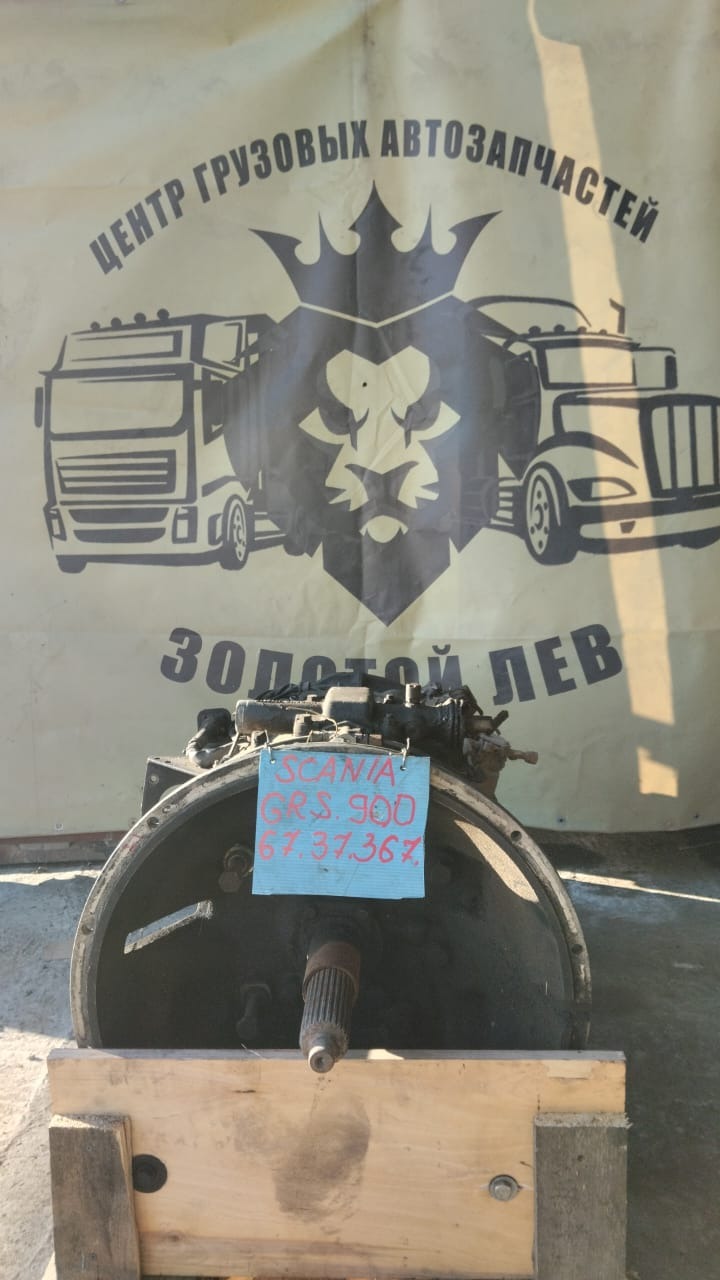 ЦЕНТР ГРУЗОВЫХ АВТОЗАПЧАСТЕЙ
ЗОЛОТОЙ ЛЕВ
SCANIA
GRS.900
67.37.367.